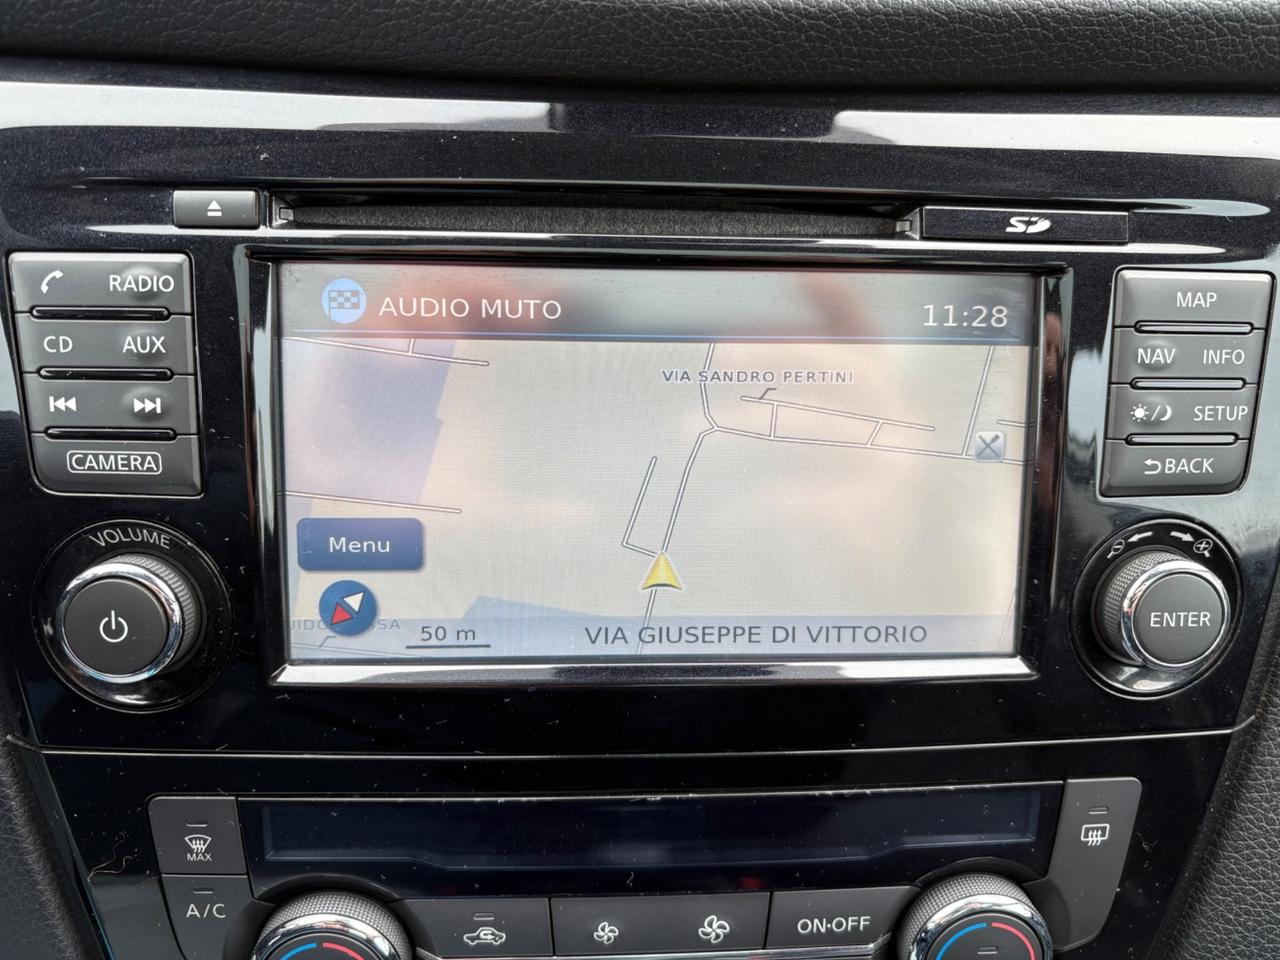 SD
RADIO
CD AUX
CAMERA
VOLUME
AUDIO MUTO 11:28
VIA SANDRO PERTINI
Menu
50 m
VIA GIUSEPPE DI VITTORIO
MAP
NAV INFO
SETUP
BACK
ENTER
MAX
A/C
ON·OFF